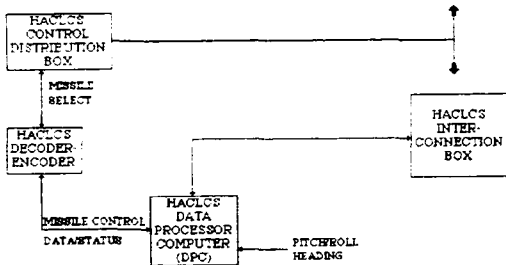 HACLCS
CONTROL
DISTRIBUTION
BOX
MISSILE
SELECT
HACLCS
DECODER-
ENCODER
HACLCS
INTER-
CONNECTION
BOX
MISSILE CONTROL
DATA/STATUS
HACLCS
DATA
PROCESSOR
COMPUTER
(DPC)
PITCH/ROLL
HEADING